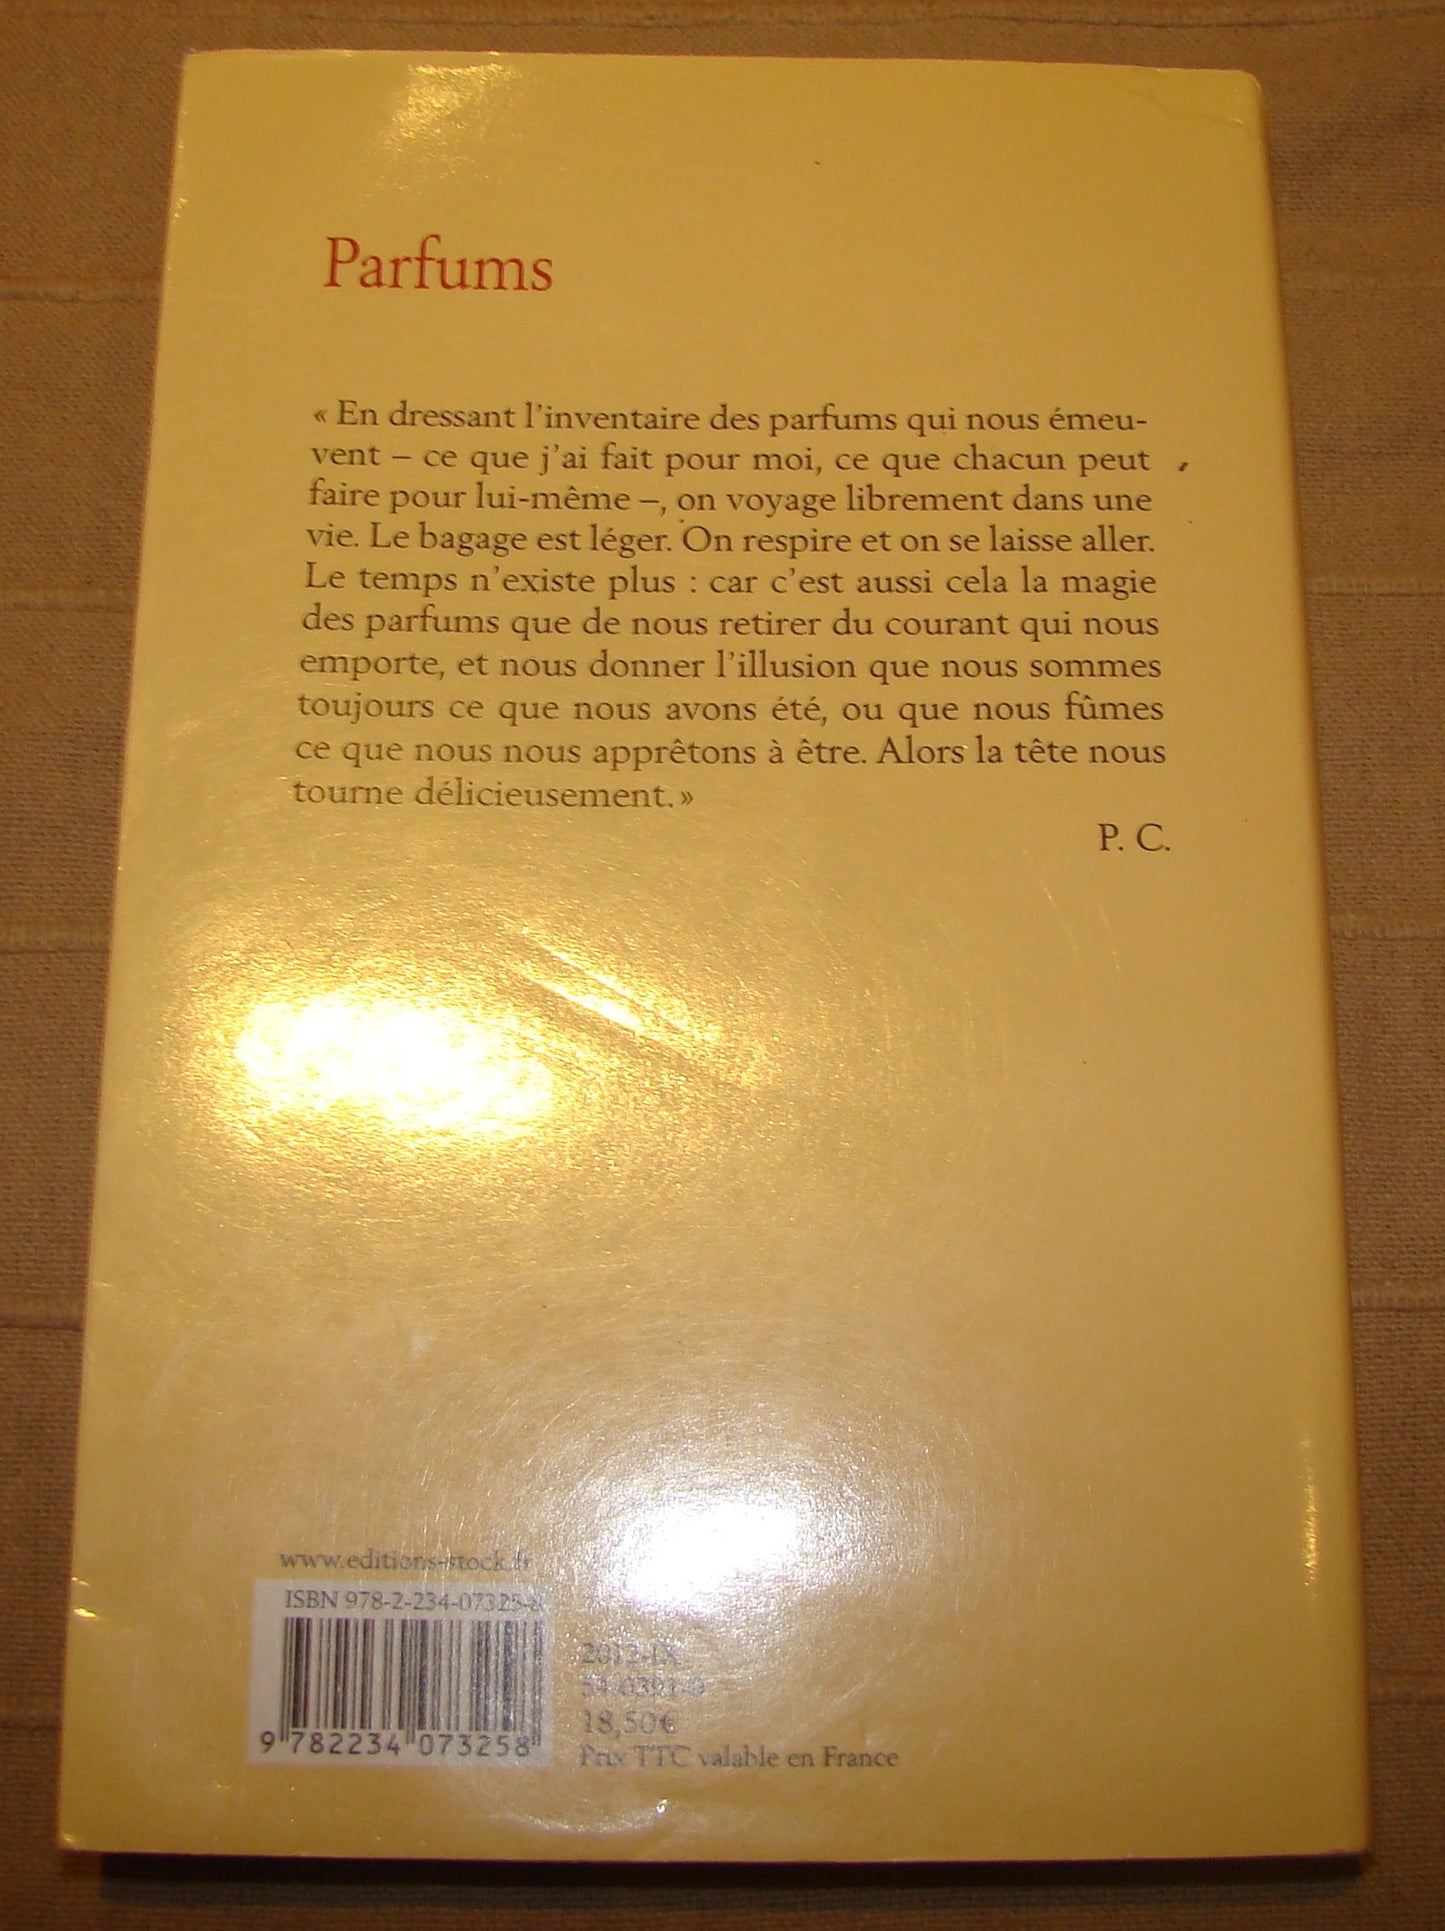 Parfums
« En dressant l'inventaire des parfums qui nous émeu-
vent – ce que j'ai fait pour moi, ce que chacun peut
faire pour lui-même –, on voyage librement dans une
vie. Le bagage est léger. On respire et on se laisse aller.
Le temps n'existe plus : car c'est aussi cela la magie
des parfums que de nous retirer du courant qui nous
emporte, et nous donner l'illusion que nous sommes
toujours ce que nous avons été, ou que nous fûmes
ce que nous nous apprêtons à être. Alors la tête nous
tourne délicieusement. »
P. C.
www.editions-stock.fr
ISBN 978-2-234-07325-8
9 782234 073258
2012-IX
54-0391-0
18,50€
Prix TTC valable en France